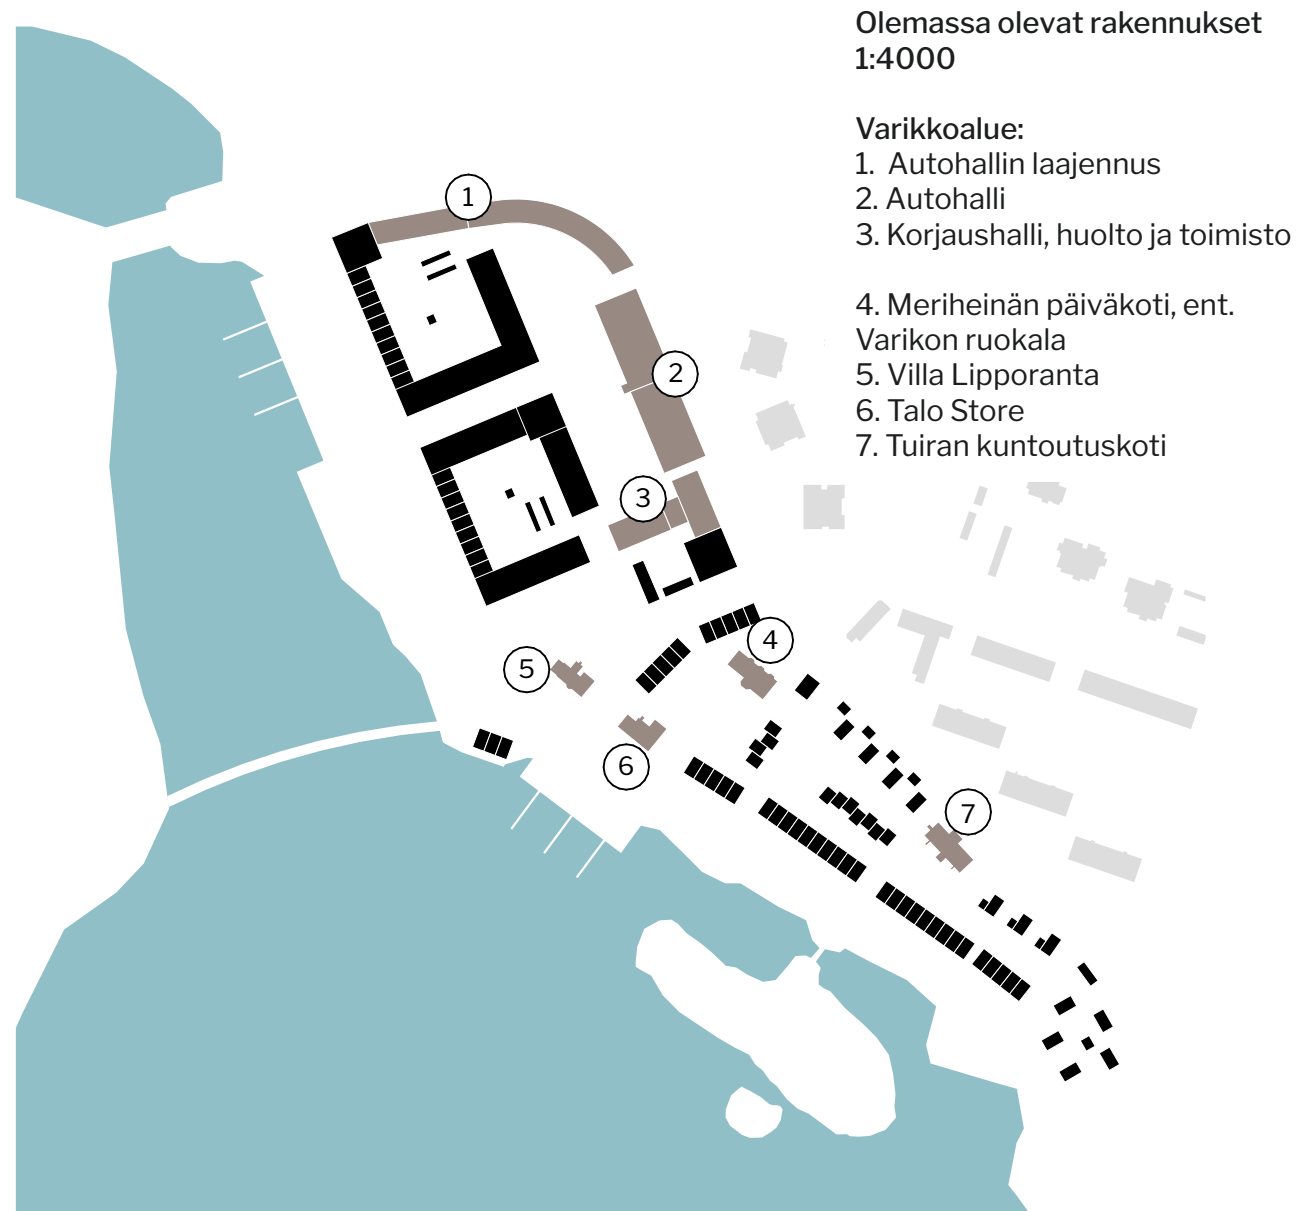 Olemassa olevat rakennukset
1:4000
Varikkoalue:
1. Autohallin laajennus
2. Autohalli
3. Korjaushalli, huolto ja toimisto
4. Meriheinän päiväkoti, ent.
Varikon ruokala
5. Villa Lipporanta
6. Talo Store
7. Tuiran kuntoutuskoti
1
2
3
4
5
6
7